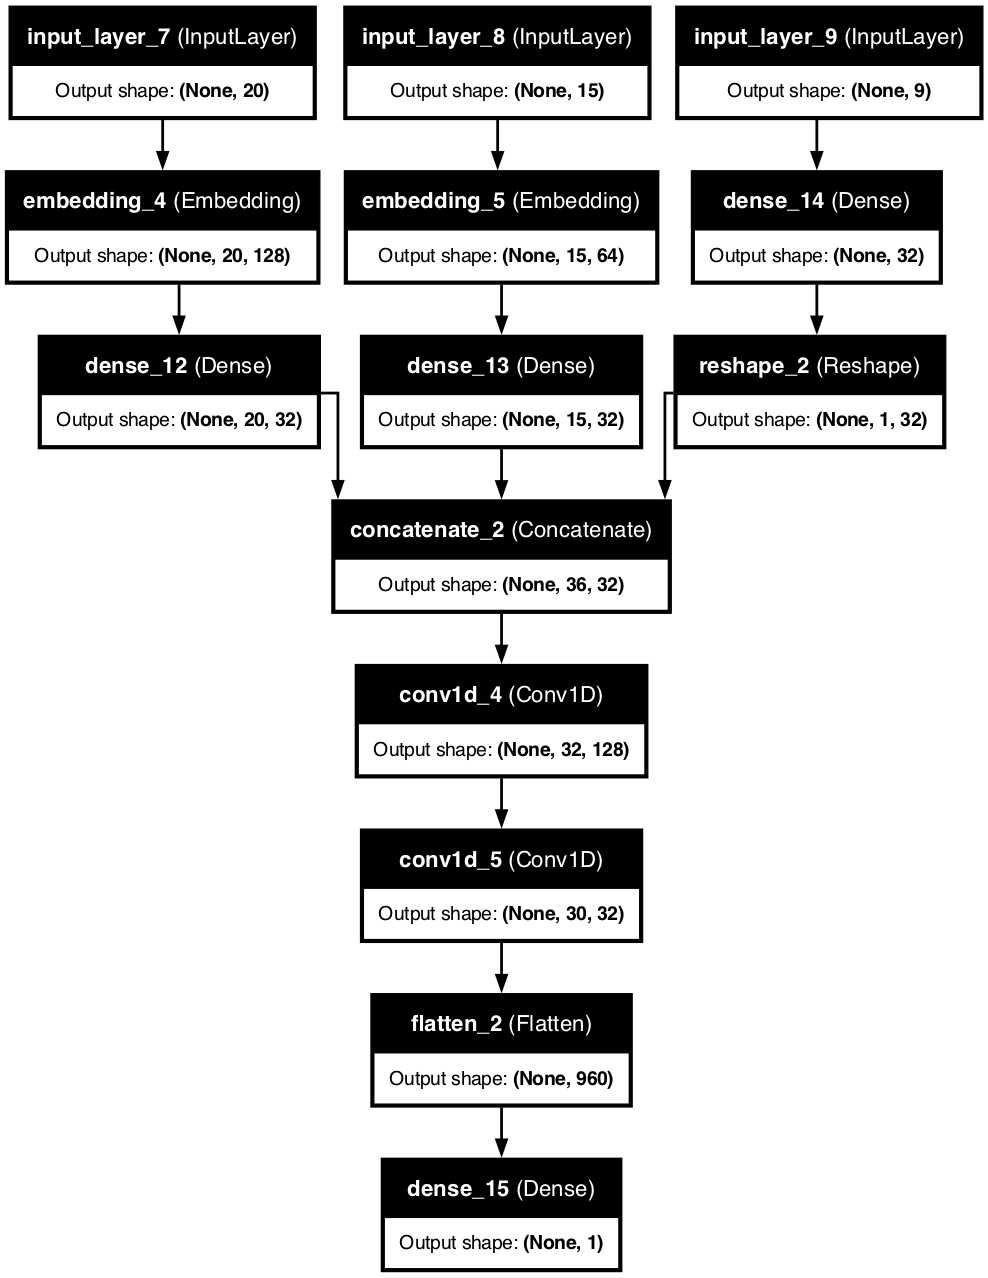 input_layer_7 (InputLayer)
Output shape: (None, 20)
input_layer_8 (InputLayer)
Output shape: (None, 15)
input_layer_9 (InputLayer)
Output shape: (None, 9)
embedding_4 (Embedding)
Output shape: (None, 20, 128)
embedding_5 (Embedding)
Output shape: (None, 15, 64)
dense_14 (Dense)
Output shape: (None, 32)
dense_12 (Dense)
Output shape: (None, 20, 32)
dense_13 (Dense)
Output shape: (None, 15, 32)
reshape_2 (Reshape)
Output shape: (None, 1, 32)
concatenate_2 (Concatenate)
Output shape: (None, 36, 32)
conv1d_4 (Conv1D)
Output shape: (None, 32, 128)
conv1d_5 (Conv1D)
Output shape: (None, 30, 32)
flatten_2 (Flatten)
Output shape: (None, 960)
dense_15 (Dense)
Output shape: (None, 1)